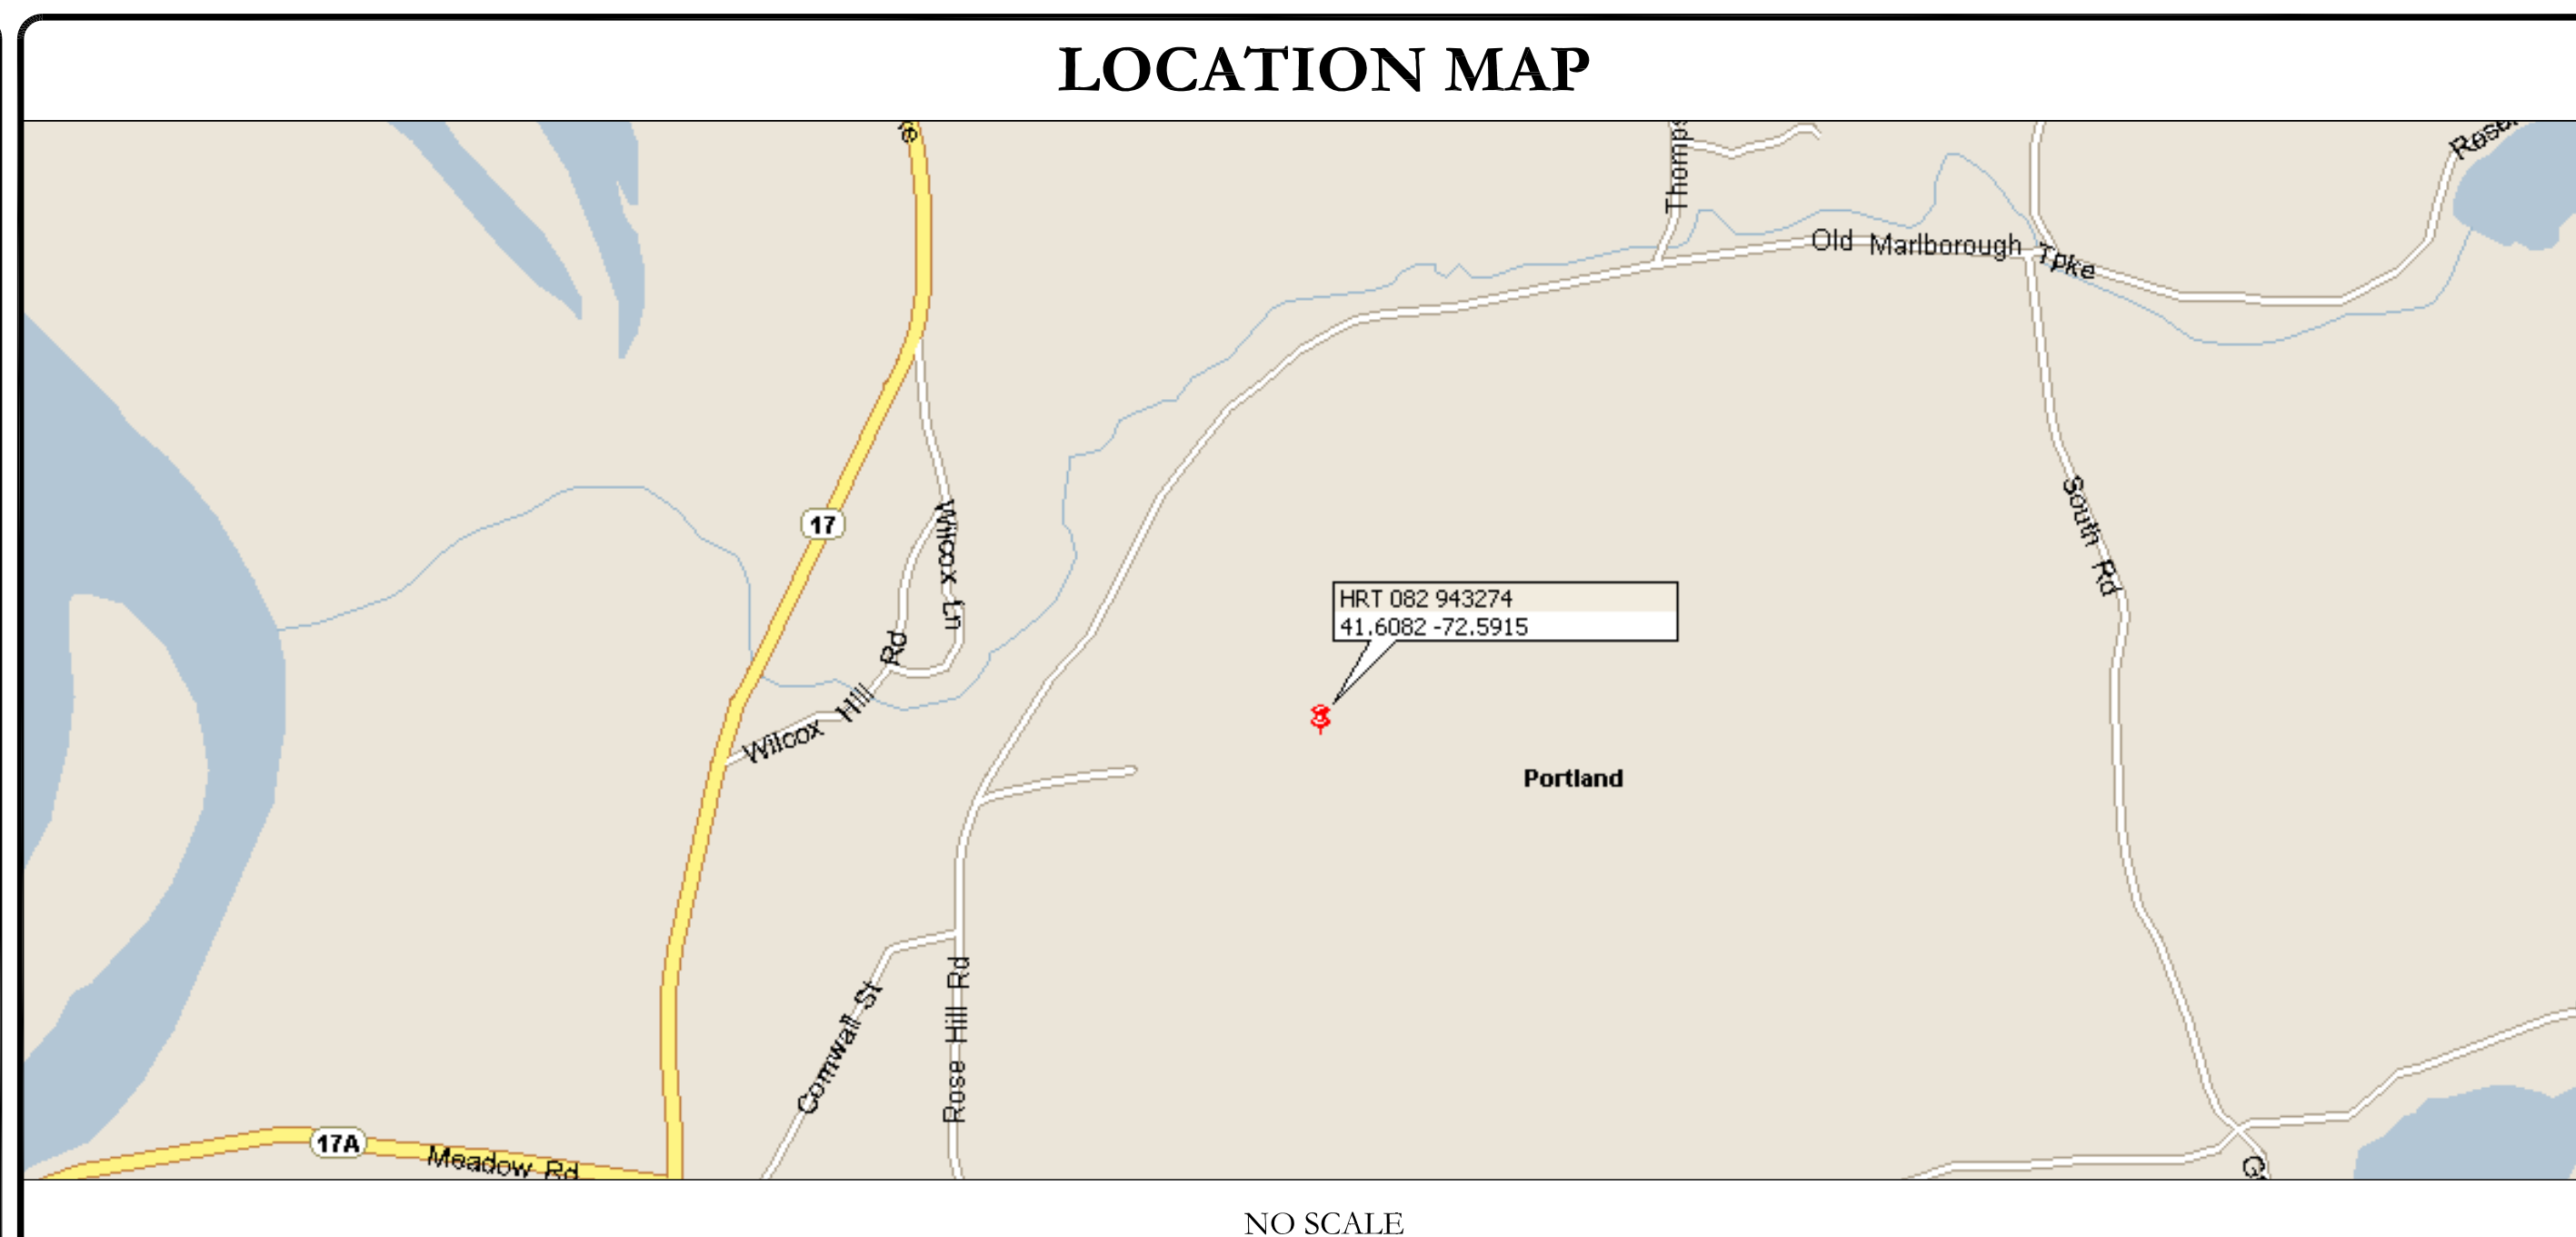 LOCATION MAP
Old Marlborough Tpke
17
Wilcox Ln
South Rd
HRT 082 943274
41.6082 -72.5915
Wilcox Hill Rd
Portland
Cornwall St
Rose Hill Rd
17A
Meadow Rd
NO SCALE